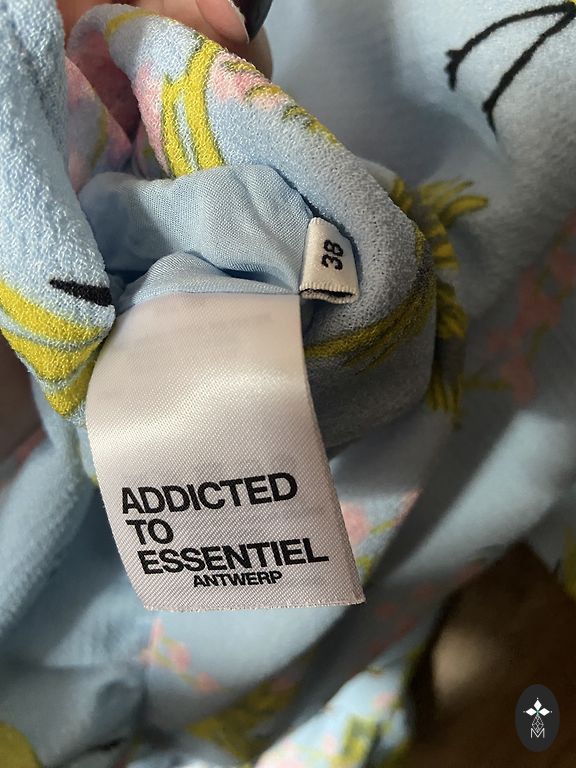 38
ADDICTED
TO
ESSENTIEL
ANTWERP
M